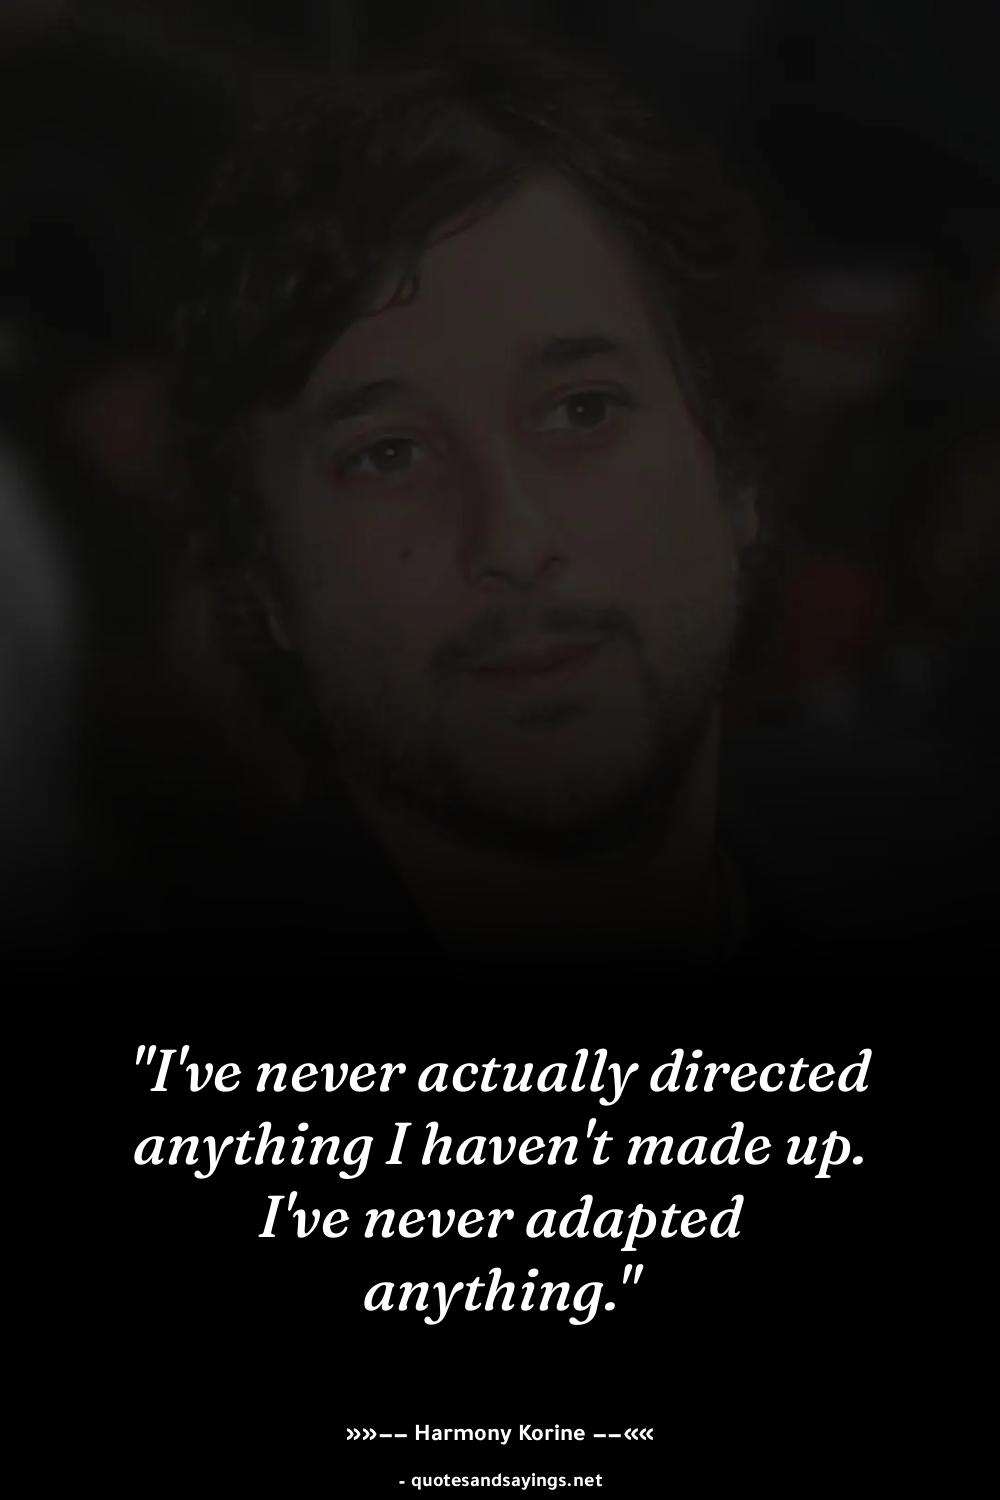 "I've never actually directed
anything I haven't made up.
I've never adapted
anything."
»»−− Harmony Korine −−««
- quotesandsayings.net